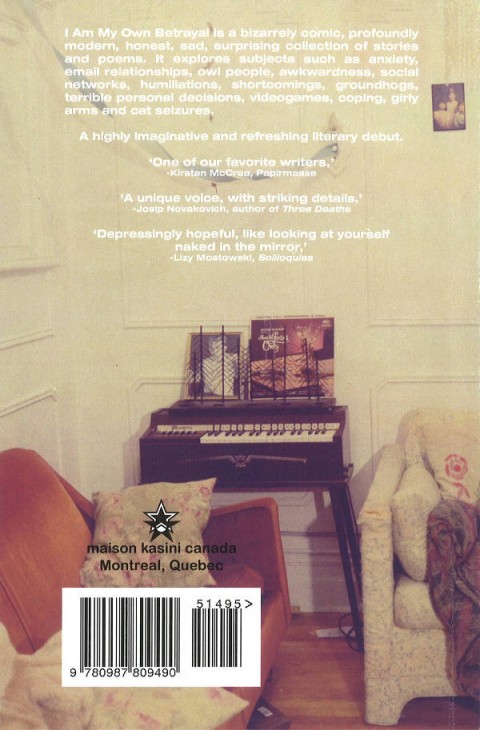 I Am My Own Betrayal is a bizarrely comic, profoundly
modern, honest, sad, surprising collection of stories
and poems. It explores subjects such as anxiety,
email relationships, owl people, awkwardness, social
networks, humiliations, shortcomings, groundhogs,
terrible personal decisions, videogames, coping, girly
arms and cat seizures.
A highly imaginative and refreshing literary debut.
'One of our favorite writers,'
-Kirsten McCrea, Papirmasse
'A unique voice, with striking details,'
-Josip Novakovich, author of Three Deaths
'Depressingly hopeful, like looking at yourself
naked in the mirror,'
-Lizy Mostowski, Soliloquies
maison kasini canada
Montreal, Quebec
51495>
9 780987 809490